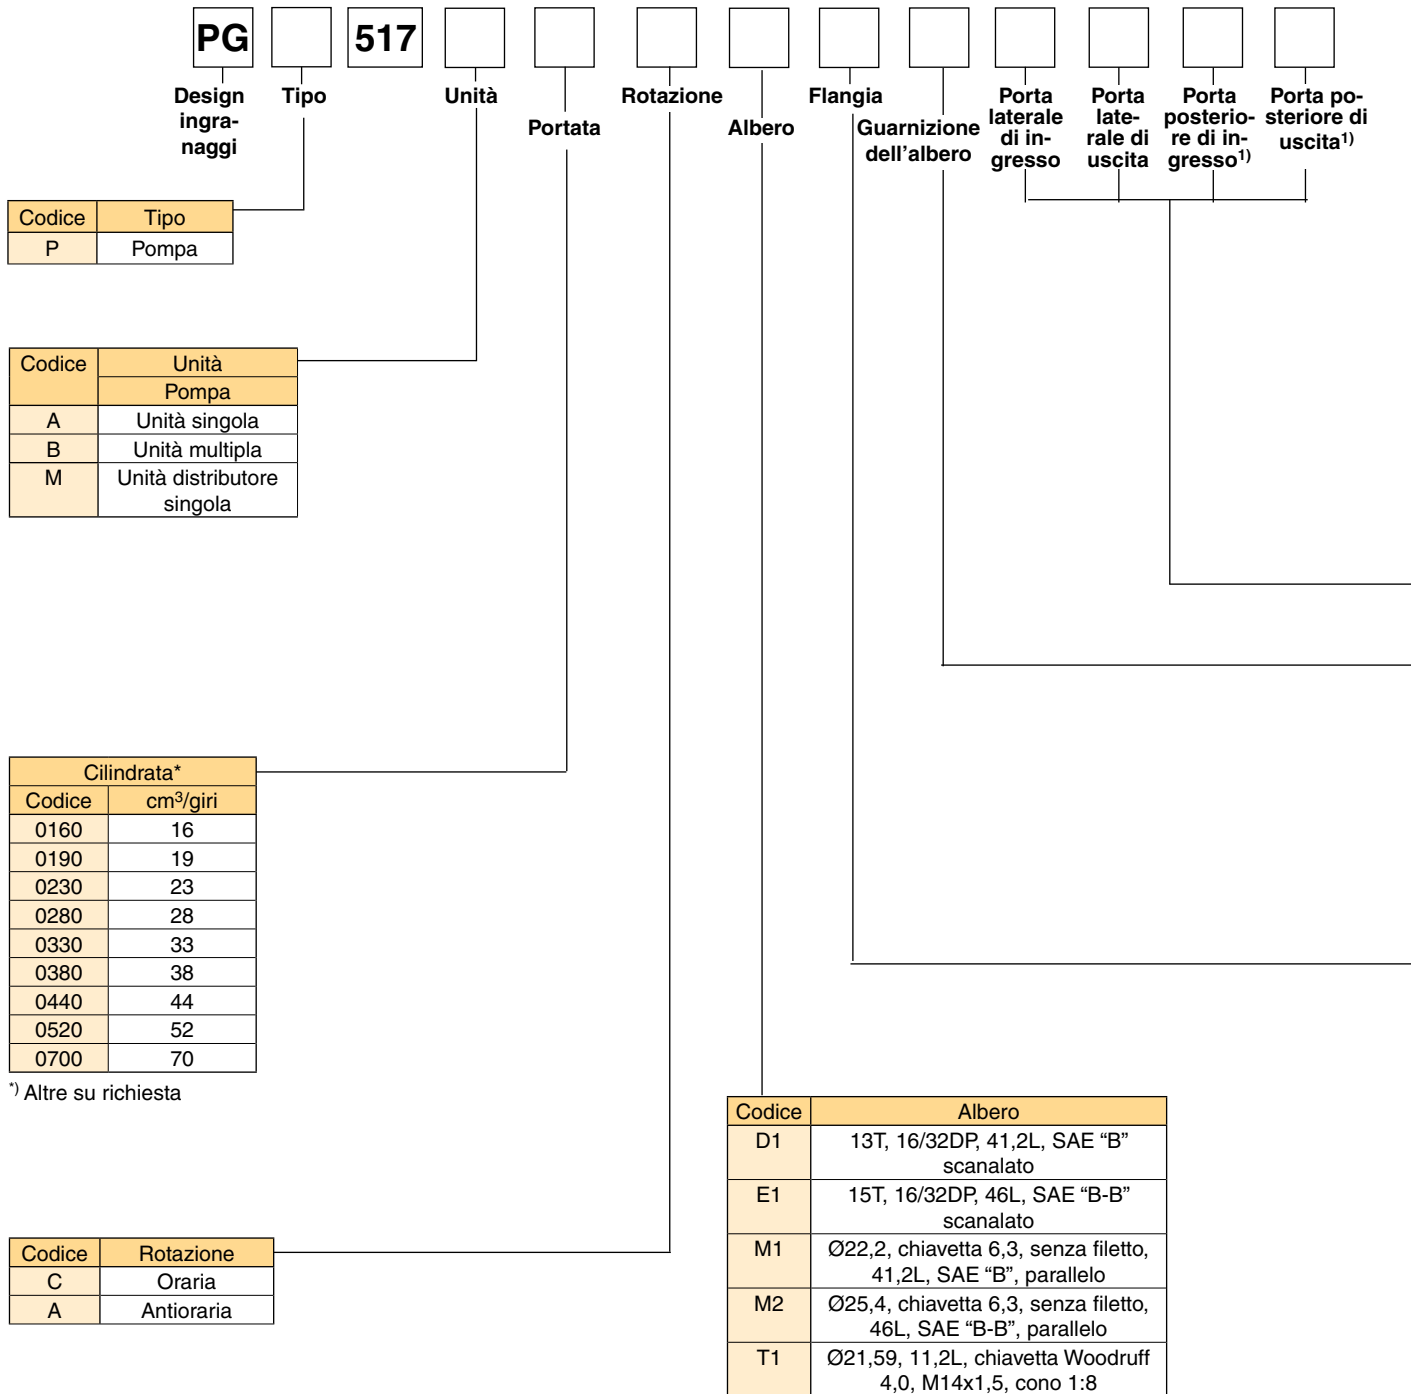 PG 517
Design
ingra-
naggi
Tipo
Unità
Portata
Rotazione
Albero
Flangia
Guarnizione
dell'albero
Porta
laterale
di in-
gresso
Porta
late-
rale di
uscita
Porta
posterio-
re di in-
gresso1)
Porta po-
steriore di
uscita1)
Codice Tipo
P Pompa
Codice Unità
Pompa
A Unità singola
B Unità multipla
M Unità distributore
singola
Cilindrata*
Codice cm³/giri
0160 16
0190 19
0230 23
0280 28
0330 33
0380 38
0440 44
0520 52
0700 70
*) Altre su richiesta
Codice Rotazione
C Oraria
A Antioraria
Codice Albero
D1 13T, 16/32DP, 41,2L, SAE “B”
scanalato
E1 15T, 16/32DP, 46L, SAE “B-B”
scanalato
M1 Ø22,2, chiavetta 6,3, senza filetto,
41,2L, SAE “B”, parallelo
M2 Ø25,4, chiavetta 6,3, senza filetto,
46L, SAE “B-B”, parallelo
T1 Ø21,59, 11,2L, chiavetta Woodruff
4,0, M14x1,5, cono 1:8